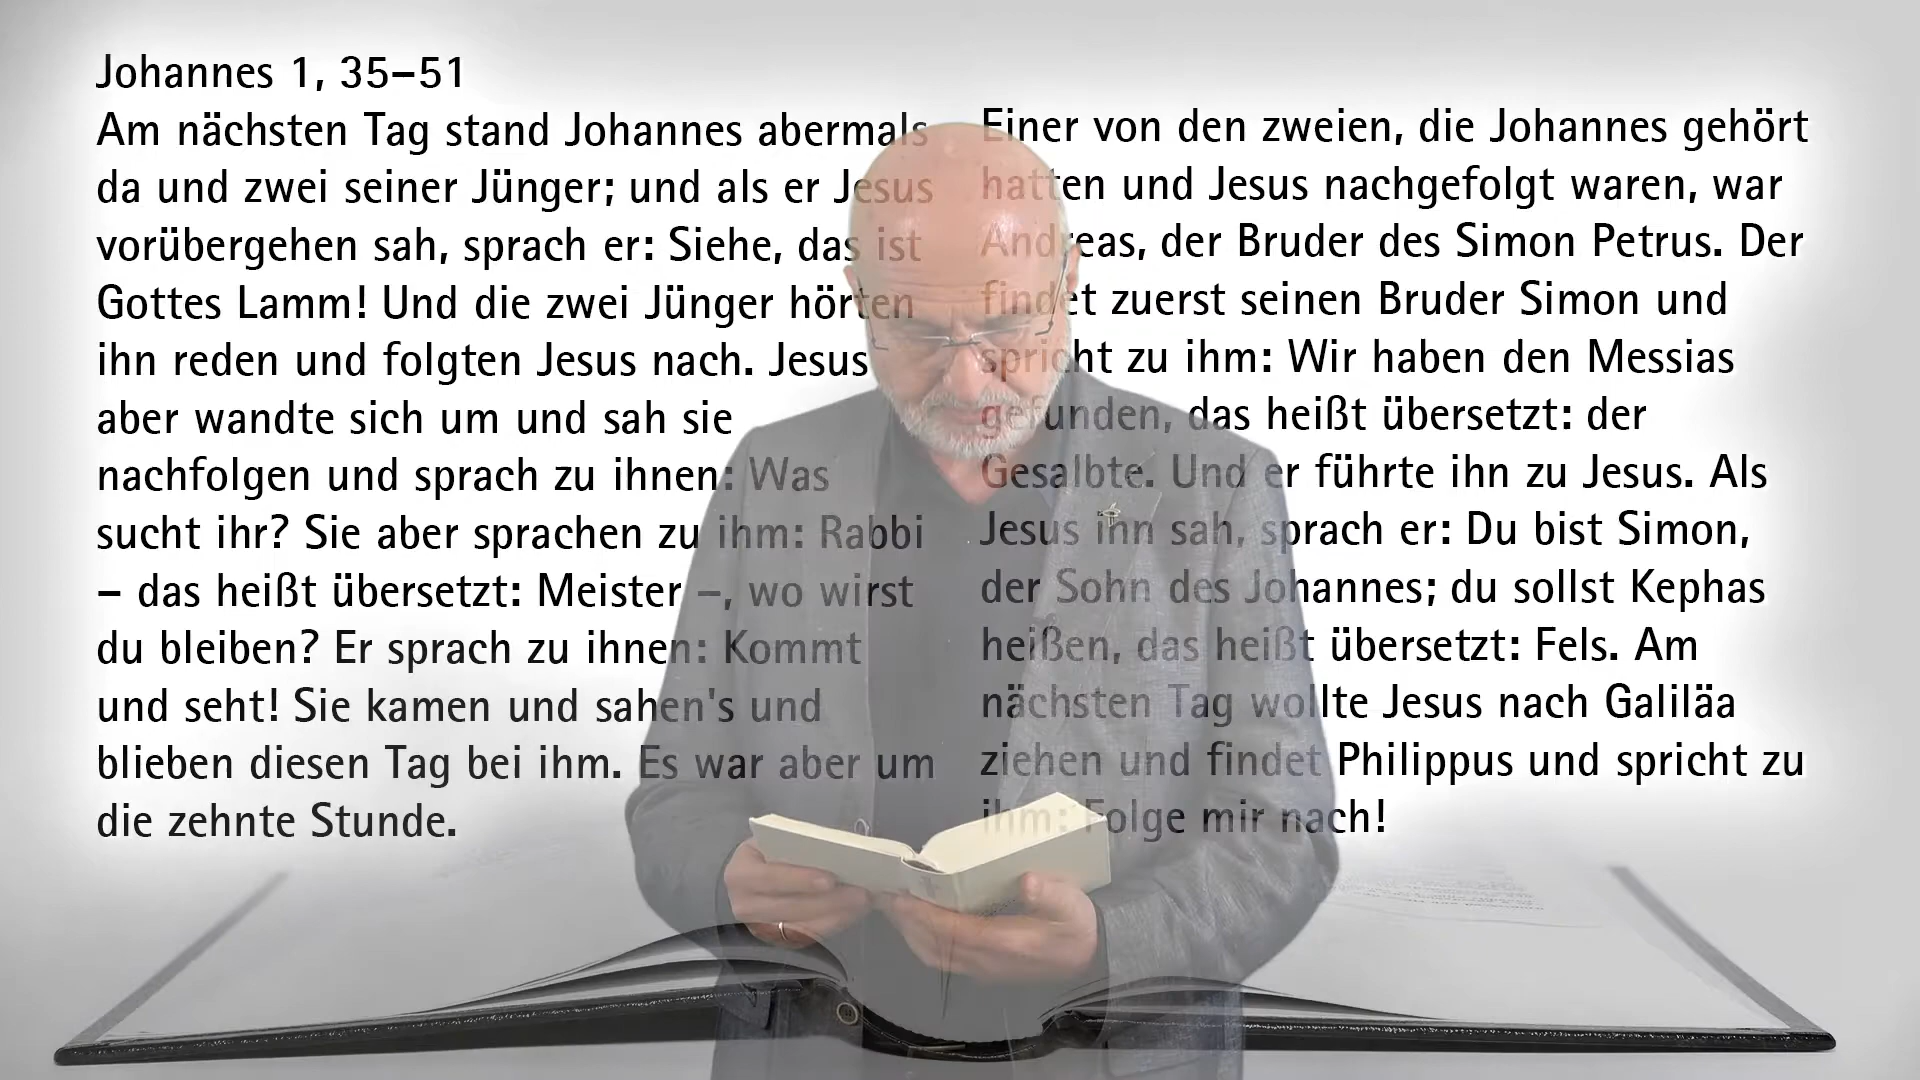 Johannes 1, 35–51
Am nächsten Tag stand Johannes abermals
da und zwei seiner Jünger; und als er Jesus
vorübergehen sah, sprach er: Siehe, das ist
Gottes Lamm! Und die zwei Jünger hörten
ihn reden und folgten Jesus nach. Jesus
aber wandte sich um und sah sie
nachfolgen und sprach zu ihnen: Was
sucht ihr? Sie aber sprachen zu ihm: Rabbi
– das heißt übersetzt: Meister –, wo wirst
du bleiben? Er sprach zu ihnen: Kommt
und seht! Sie kamen und sahen's und
blieben diesen Tag bei ihm. Es war aber um
die zehnte Stunde.
Einer von den zweien, die Johannes gehört
hatten und Jesus nachgefolgt waren, war
Andreas, der Bruder des Simon Petrus. Der
findet zuerst seinen Bruder Simon und
spricht zu ihm: Wir haben den Messias
gefunden, das heißt übersetzt: der
Gesalbte. Und er führte ihn zu Jesus. Als
Jesus ihn sah, sprach er: Du bist Simon,
der Sohn des Johannes; du sollst Kephas
heißen, das heißt übersetzt: Fels. Am
nächsten Tag wollte Jesus nach Galiläa
ziehen und findet Philippus und spricht zu
ihm: Folge mir nach!